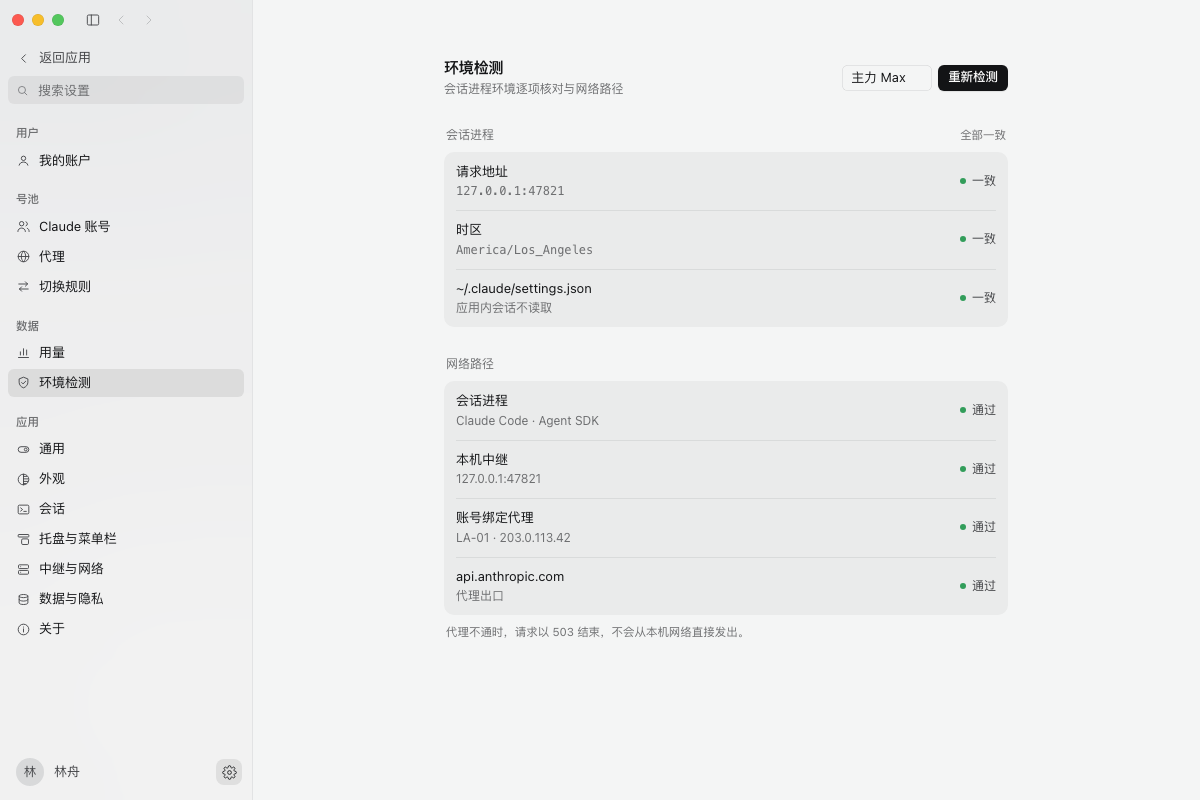 返回应用
搜索设置
用户
我的账户
号池
Claude 账号
代理
切换规则
数据
用量
环境检测
应用
通用
外观
会话
托盘与菜单栏
中继与网络
数据与隐私
关于
林 林舟
环境检测
会话进程环境逐项核对与网络路径
主力 Max
重新检测
会话进程 全部一致
请求地址
127.0.0.1:47821
一致
时区
America/Los_Angeles
一致
~/.claude/settings.json
应用内会话不读取
一致
网络路径
会话进程
Claude Code · Agent SDK
通过
本机中继
127.0.0.1:47821
通过
账号绑定代理
LA-01 · 203.0.113.42
通过
api.anthropic.com
代理出口
通过
代理不通时，请求以 503 结束，不会从本机网络直接发出。